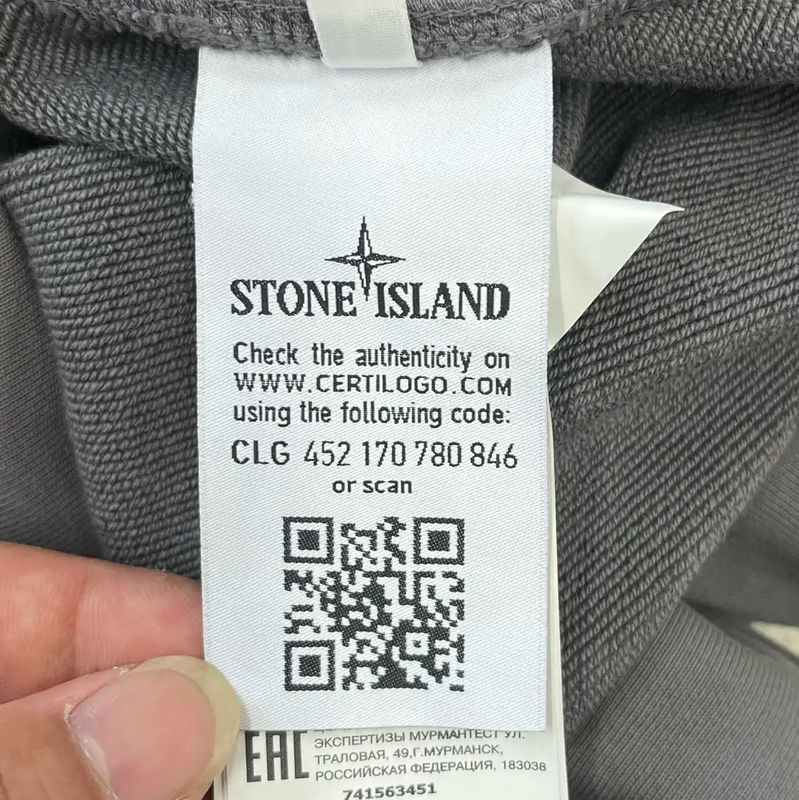 STONE ISLAND
Check the authenticity on
WWW.CERTILOGO.COM
using the following code:
CLG 452 170 780 846
or scan
EAC
ЭКСПЕРТИЗЫ МУРМАНТЕСТ УЛ.
ТРАЛОВАЯ, 49,Г.МУРМАНСК,
РОССИЙСКАЯ ФЕДЕРАЦИЯ, 183038
741563451